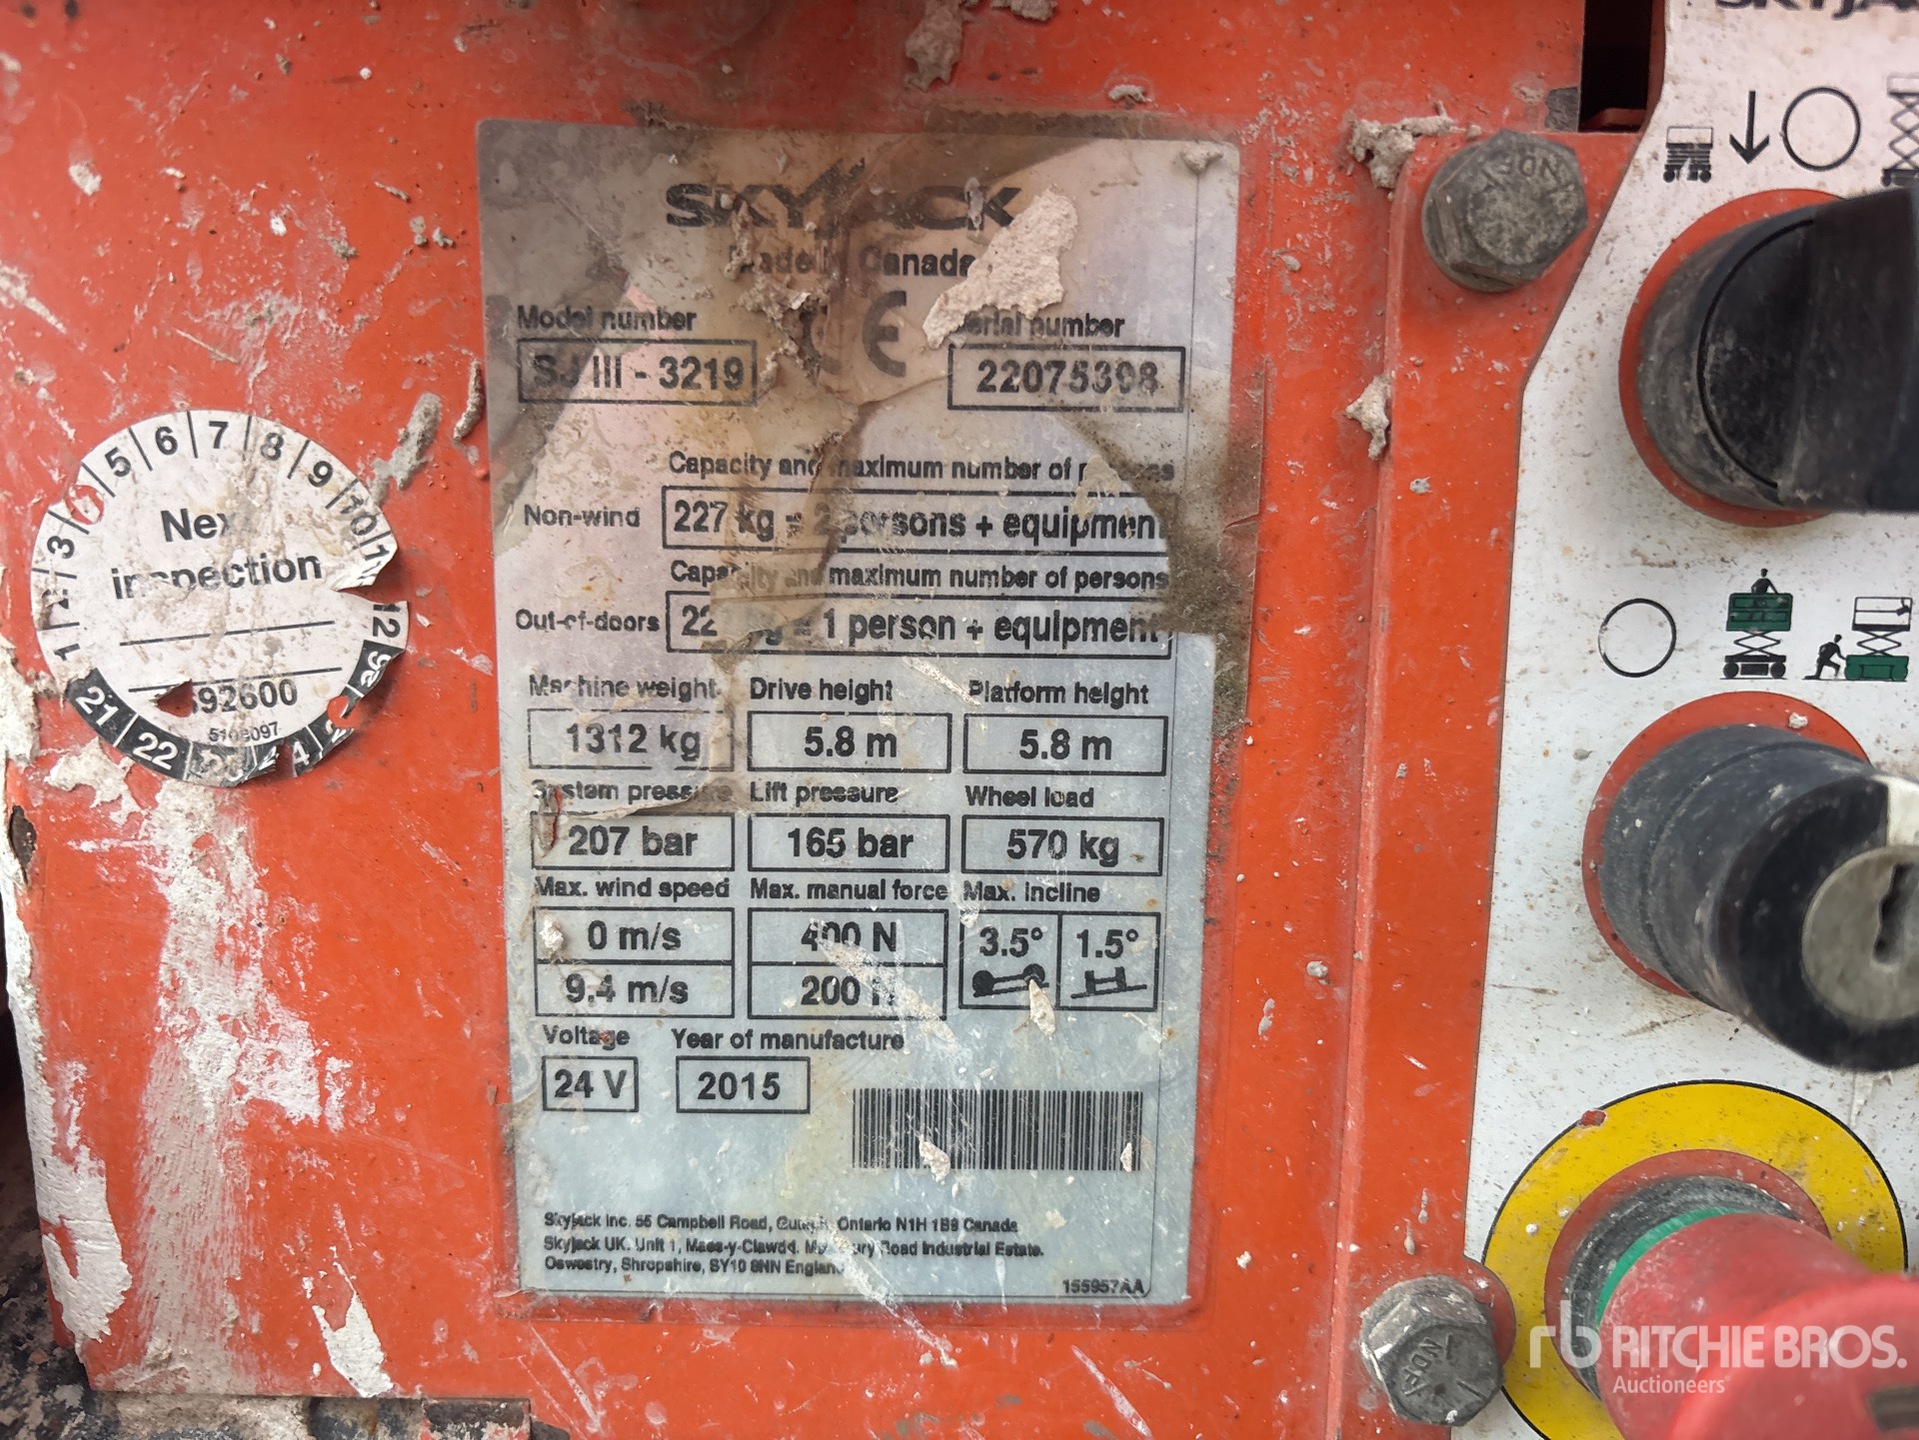 SKYJACK
Made in Canada
CE
Model number
Serial number
SJ III - 3219
Capacity and maximum number of persons
Non-wind
227 kg = 2 persons + equipment
Capacity and maximum number of persons
Out-of-doors
= 1 person + equipment
Machine weight
Drive height
Platform height
1312 kg
5.8 m
5.8 m
System pressure
Lift pressure
Wheel load
207 bar
165 bar
570 kg
Max. wind speed
Max. manual force
Max. incline
0 m/s
400 N
3.5°
1.5°
9.4 m/s
200 N
Voltage
Year of manufacture
24 V
2015
Skyjack Inc. 55 Campbell Road, Ontario N1H 1B9 Canada
Skyjack UK. Unit 1, Maes-y-Clawdd, Road Industrial Estate.
Oswestry, Shropshire, SY10 8NN England
155957AA
1 2 3 5 6 7 8 9 10 11 12
Next
inspection
92600
21 22
RITCHIE BROS.
Auctioneers